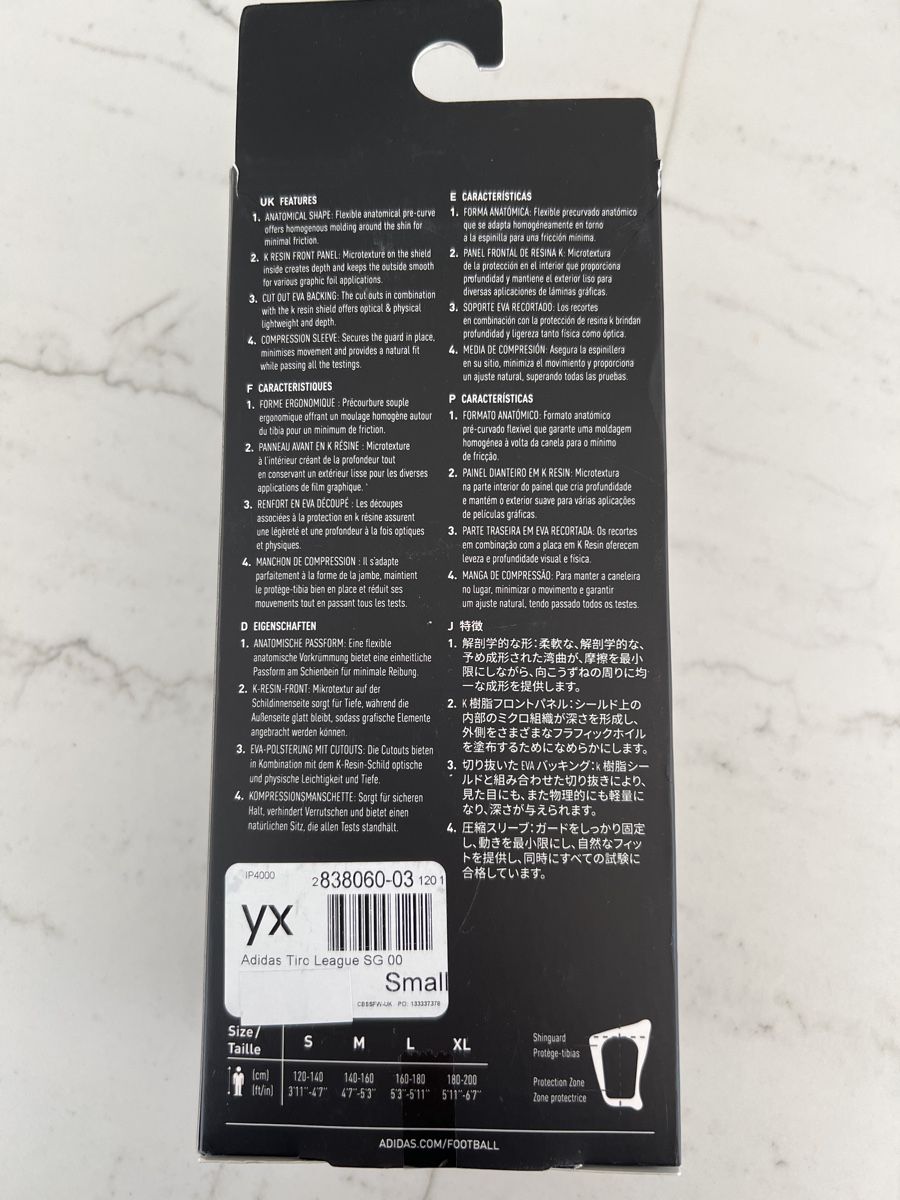 UK FEATURES
1. ANATOMICAL SHAPE: Flexible anatomical pre-curve
offers homogenous molding around the shin for
minimal friction.
2. K RESIN FRONT PANEL: Microtexture on the shield
inside creates depth and keeps the outside smooth
for various graphic foil applications.
3. CUT OUT EVA BACKING: The cut outs in combination
with the k resin shield offers optical & physical
lightweight and depth.
4. COMPRESSION SLEEVE: Secures the guard in place,
minimises movement and provides a natural fit
while passing all the testings.
F CARACTERISTIQUES
1. FORME ERGONOMIQUE : Précourbure souple
ergonomique offrant un moulage homogène autour
du tibia pour un minimum de friction.
2. PANNEAU AVANT EN K RÉSINE : Microtexture
à l'intérieur créant de la profondeur tout
en conservant un extérieur lisse pour les diverses
applications de film graphique.
3. RENFORT EN EVA DÉCOUPÉ : Les découpes
associées à la protection en k résine assurent
une légèreté et une profondeur à la fois optiques
et physiques.
4. MANCHON DE COMPRESSION : Il s'adapte
parfaitement à la forme de la jambe, maintient
le protège-tibia bien en place et réduit ses
mouvements tout en passant tous les tests.
D EIGENSCHAFTEN
1. ANATOMISCHE PASSFORM: Eine flexible
anatomische Vorkrümmung bietet eine einheitliche
Passform am Schienbein für minimale Reibung.
2. K-RESIN-FRONT: Mikrotextur auf der
Schildinnenseite sorgt für Tiefe, während die
Außenseite glatt bleibt, sodass grafische Elemente
angebracht werden können.
3. EVA-POLSTERUNG MIT CUTOUTS: Die Cutouts bieten
in Kombination mit dem K-Resin-Schild optische
und physische Leichtigkeit und Tiefe.
4. KOMPRESSIONSMANSCHETTE: Sorgt für sicheren
Halt, verhindert Verrutschen und bietet einen
natürlichen Sitz, die allen Tests standhält.
E CARACTERÍSTICAS
1. FORMA ANATÓMICA: Flexible precurvado anatómico
que se adapta homogéneamente en torno
a la espinilla para una fricción mínima.
2. PANEL FRONTAL DE RESINA K: Microtextura
de la protección en el interior que proporciona
profundidad y mantiene el exterior liso para
diversas aplicaciones de láminas gráficas.
3. SOPORTE EVA RECORTADO: Los recortes
en combinación con la protección de resina k brindan
profundidad y ligereza tanto física como óptica.
4. MEDIA DE COMPRESIÓN: Asegura la espinillera
en su sitio, minimiza el movimiento y proporciona
un ajuste natural, superando todas las pruebas.
P CARACTERÍSTICAS
1. FORMATO ANATÓMICO: Formato anatómico
pré-curvado flexível que garante uma moldagem
homogénea à volta da canela para o mínimo
de fricção.
2. PAINEL DIANTEIRO EM K RESIN: Microtextura
na parte interior do painel que cria profundidade
e mantém o exterior suave para várias aplicações
de películas gráficas.
3. PARTE TRASEIRA EM EVA RECORTADA: Os recortes
em combinação com a placa em K Resin oferecem
leveza e profundidade visual e física.
4. MANGA DE COMPRESSÃO: Para manter a caneleira
no lugar, minimizar o movimento e garantir
um ajuste natural, tendo passado todos os testes.
J 特徴
1. 解剖学的な形:柔軟な、解剖学的な、
予め成形された湾曲が、摩擦を最小
限にしながら、向こうずねの周りに均
一な成形を提供します。
2. K 樹脂フロントパネル:シールド上の
内部のミクロ組織が深さを形成し、
外側をさまざまなフラフィックホイル
を塗布するためになめらかにします。
3. 切り抜いた EVA バッキング:k 樹脂シー
ルドと組み合わせた切り抜きにより、
見た目にも、また物理的にも軽量に
なり、深さが与えられます。
4. 圧縮スリーブ:ガードをしっかり固定
し、動きを最小限にし、自然なフィッ
トを提供し、同時にすべての試験に
合格しています。
IP4000
2838060-03 1201
yx
Adidas Tiro League SG 00
Small
CBSSFW-UK PO: 133337378
Size/ S M L XL
Taille
(cm) 120-140 140-160 160-180 180-200
(ft/in) 3'11"-4'7" 4'7"-5'3" 5'3"-5'11" 5'11"-6'7"
Shinguard
Protège-tibias
Protection Zone
Zone protectrice
ADIDAS.COM/FOOTBALL